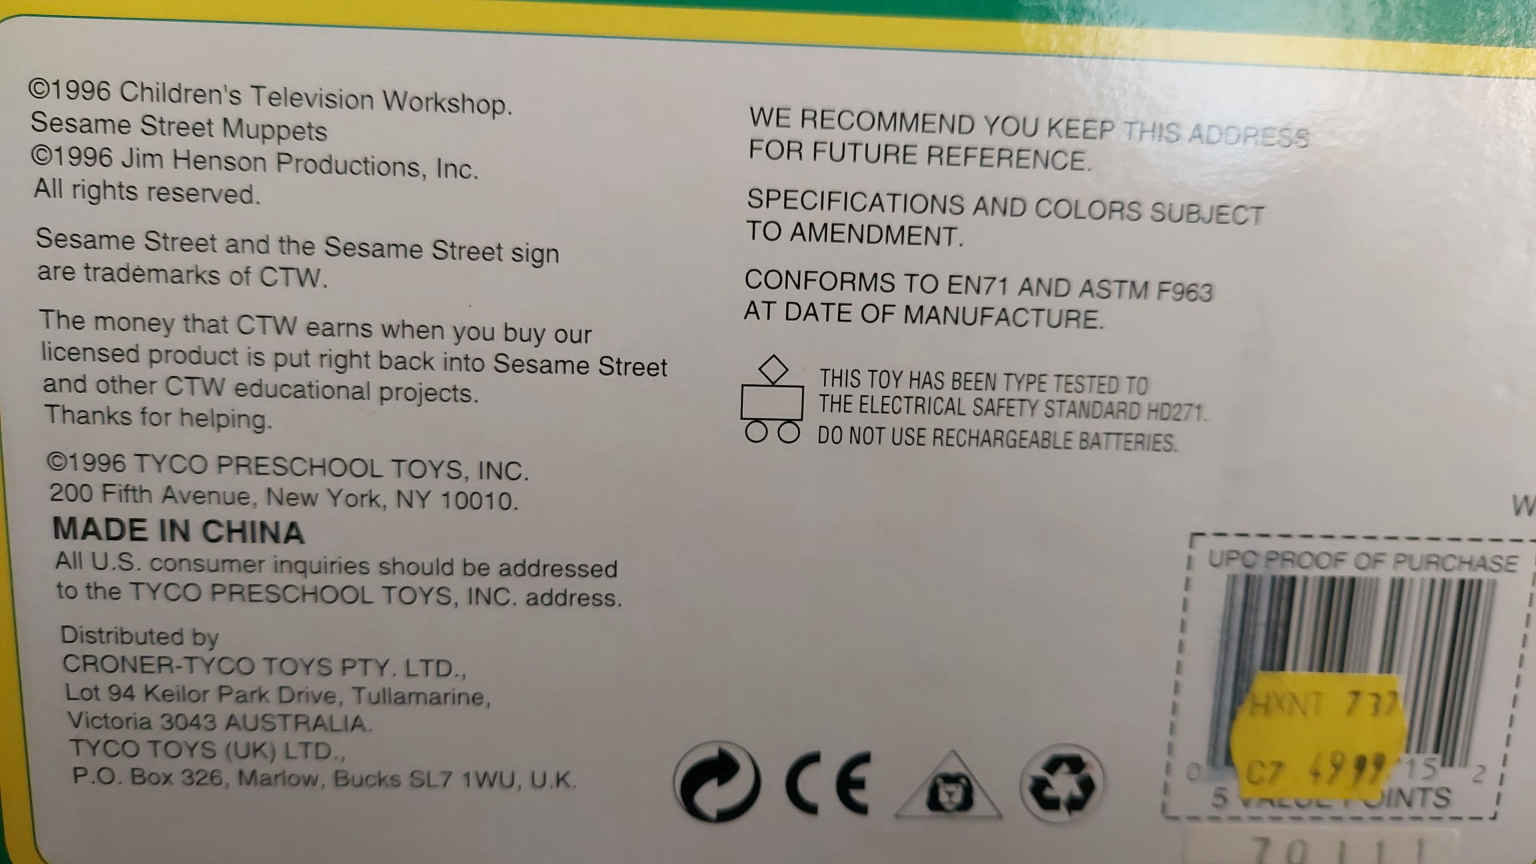 ©1996 Children's Television Workshop.
Sesame Street Muppets
©1996 Jim Henson Productions, Inc.
All rights reserved.
Sesame Street and the Sesame Street sign
are trademarks of CTW.
The money that CTW earns when you buy our
licensed product is put right back into Sesame Street
and other CTW educational projects.
Thanks for helping.
©1996 TYCO PRESCHOOL TOYS, INC.
200 Fifth Avenue, New York, NY 10010.
MADE IN CHINA
All U.S. consumer inquiries should be addressed
to the TYCO PRESCHOOL TOYS, INC. address.
Distributed by
CRONER-TYCO TOYS PTY. LTD.,
Lot 94 Keilor Park Drive, Tullamarine,
Victoria 3043 AUSTRALIA.
TYCO TOYS (UK) LTD.,
P.O. Box 326, Marlow, Bucks SL7 1WU, U.K.
WE RECOMMEND YOU KEEP THIS ADDRESS
FOR FUTURE REFERENCE.
SPECIFICATIONS AND COLORS SUBJECT
TO AMENDMENT.
CONFORMS TO EN71 AND ASTM F963
AT DATE OF MANUFACTURE.
THIS TOY HAS BEEN TYPE TESTED TO
THE ELECTRICAL SAFETY STANDARD HD271.
DO NOT USE RECHARGEABLE BATTERIES.
CE
W
UPC PROOF OF PURCHASE
HXNT 737
C7 4999
0 15 2
5 VALUE POINTS
70111